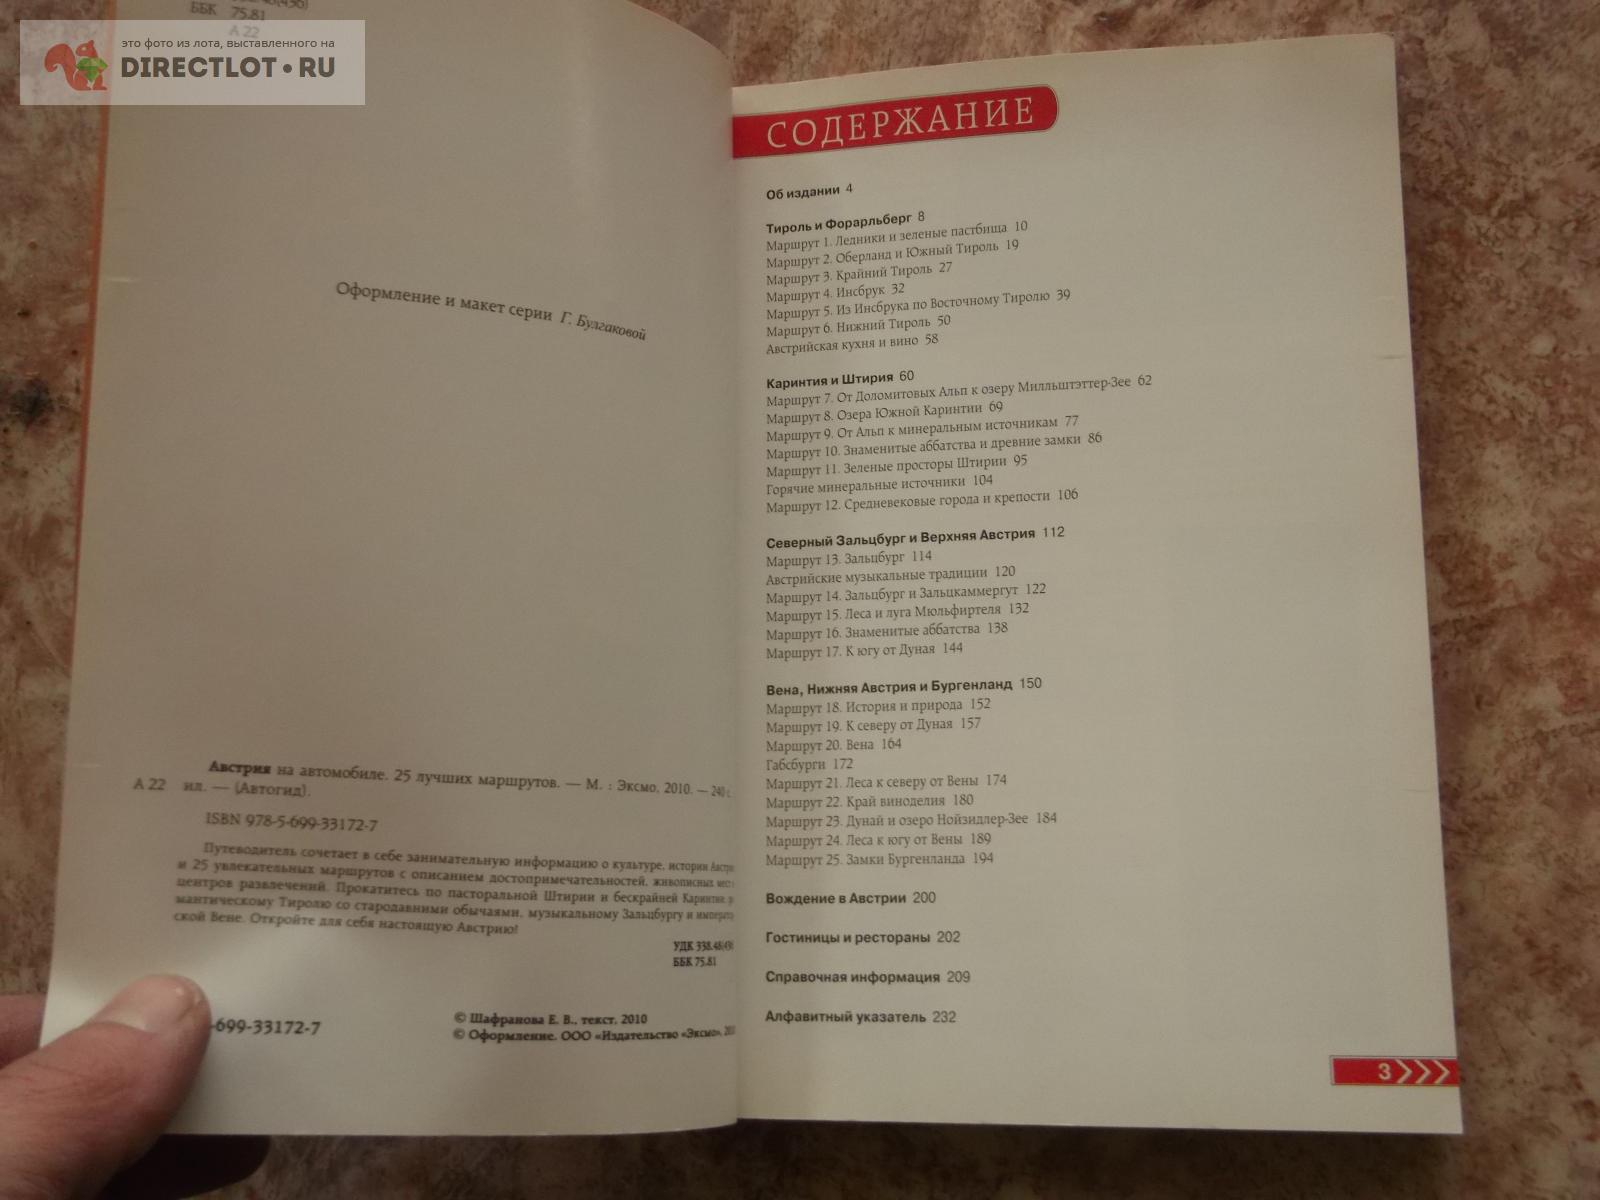 ББК 75.81
А 22
это фото из лота, выставленного на
DIRECTLOT•RU
Оформление и макет серии Г. Булгаковой
Австрия на автомобиле. 25 лучших маршрутов. — М. : Эксмо, 2010. — 240 с.
А 22 ил. — (Автогид).
ISBN 978-5-699-33172-7
Путеводитель сочетает в себе занимательную информацию о культуре, истории
и 25 увлекательных маршрутов с описанием достопримечательностей, живописных мест
центров развлечений. Прокатитесь по пасторальной Штирии и бескрайней Каринтии,
мантическому Тиролю со стародавними обычаями, музыкальному Зальцбургу и
ской Вене. Откройте для себя настоящую Австрию!
УДК 338.48(436
ББК 75.81
-699-33172-7
© Шафранова Е. В., текст, 2010
© Оформление. ООО «Издательство «Эксмо»,
СОДЕРЖАНИЕ
Об издании 4
Тироль и Форарльберг 8
Маршрут 1. Ледники и зеленые пастбища 10
Маршрут 2. Оберланд и Южный Тироль 19
Маршрут 3. Крайний Тироль 27
Маршрут 4. Инсбрук 32
Маршрут 5. Из Инсбрука по Восточному Тиролю 39
Маршрут 6. Нижний Тироль 50
Австрийская кухня и вино 58
Каринтия и Штирия 60
Маршрут 7. От Доломитовых Альп к озеру Милльштэттер-Зее 62
Маршрут 8. Озера Южной Каринтии 69
Маршрут 9. От Альп к минеральным источникам 77
Маршрут 10. Знаменитые аббатства и древние замки 86
Маршрут 11. Зеленые просторы Штирии 95
Горячие минеральные источники 104
Маршрут 12. Средневековые города и крепости 106
Северный Зальцбург и Верхняя Австрия 112
Маршрут 13. Зальцбург 114
Австрийские музыкальные традиции 120
Маршрут 14. Зальцбург и Зальцкаммергут 122
Маршрут 15. Леса и луга Мюльфиртеля 132
Маршрут 16. Знаменитые аббатства 138
Маршрут 17. К югу от Дуная 144
Вена, Нижняя Австрия и Бургенланд 150
Маршрут 18. История и природа 152
Маршрут 19. К северу от Дуная 157
Маршрут 20. Вена 164
Габсбурги 172
Маршрут 21. Леса к северу от Вены 174
Маршрут 22. Край виноделия 180
Маршрут 23. Дунай и озеро Нойзидлер-Зее 184
Маршрут 24. Леса к югу от Вены 189
Маршрут 25. Замки Бургенланда 194
Вождение в Австрии 200
Гостиницы и рестораны 202
Справочная информация 209
Алфавитный указатель 232
3